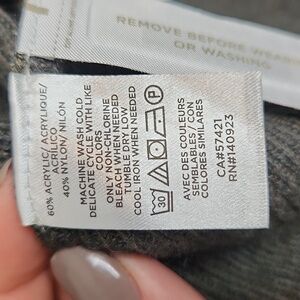 REMOVE BEFORE WEARING
OR WASHING
60% ACRYLIC/ACRYLIQUE/
ACRÍLICO
40% NYLON/NILÓN
MACHINE WASH COLD
DELICATE CYCLE WITH LIKE
COLORS
ONLY NON-CHLORINE
BLEACH WHEN NEEDED
TUMBLE DRY LOW
COOL IRON WHEN NEEDED
30
P
AVEC DES COULEURS
SEMBLABLES / CON
COLORES SIMILARES
CA#57421
RN#140923